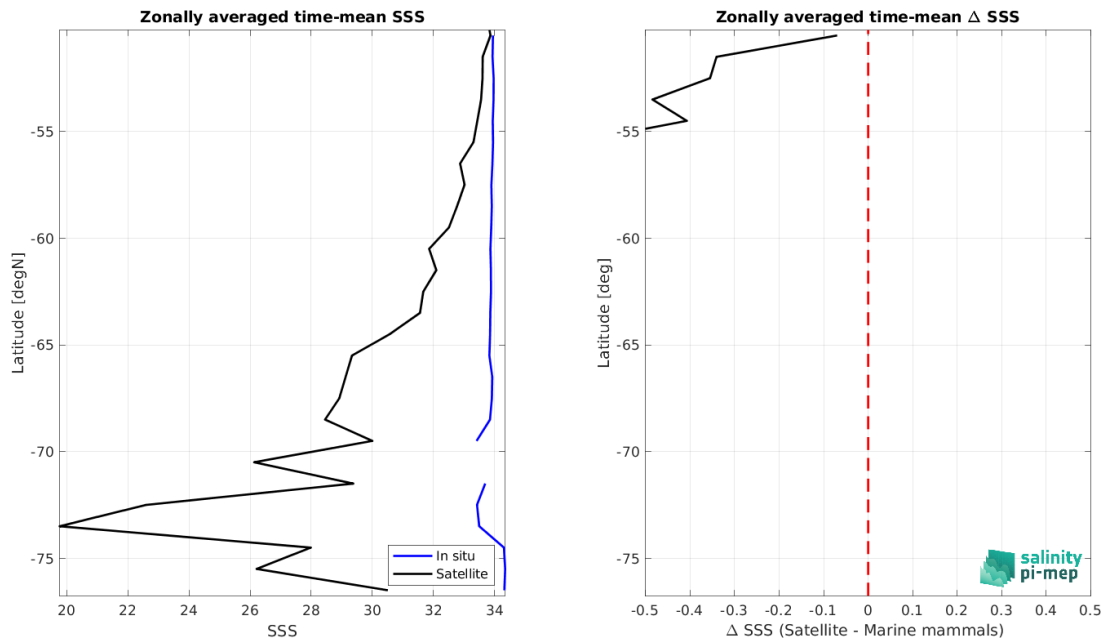 Zonally averaged time-mean SSS
-55
-60
-65
-70
-75
Latitude [degN]
20 22 24 26 28 30 32 34
SSS
In situ
Satellite
Zonally averaged time-mean Δ SSS
-55
-60
-65
-70
-75
Latitude [deg]
-0.5 -0.4 -0.3 -0.2 -0.1 0 0.1 0.2 0.3 0.4 0.5
Δ SSS (Satellite - Marine mammals)
salinity
pi-mep